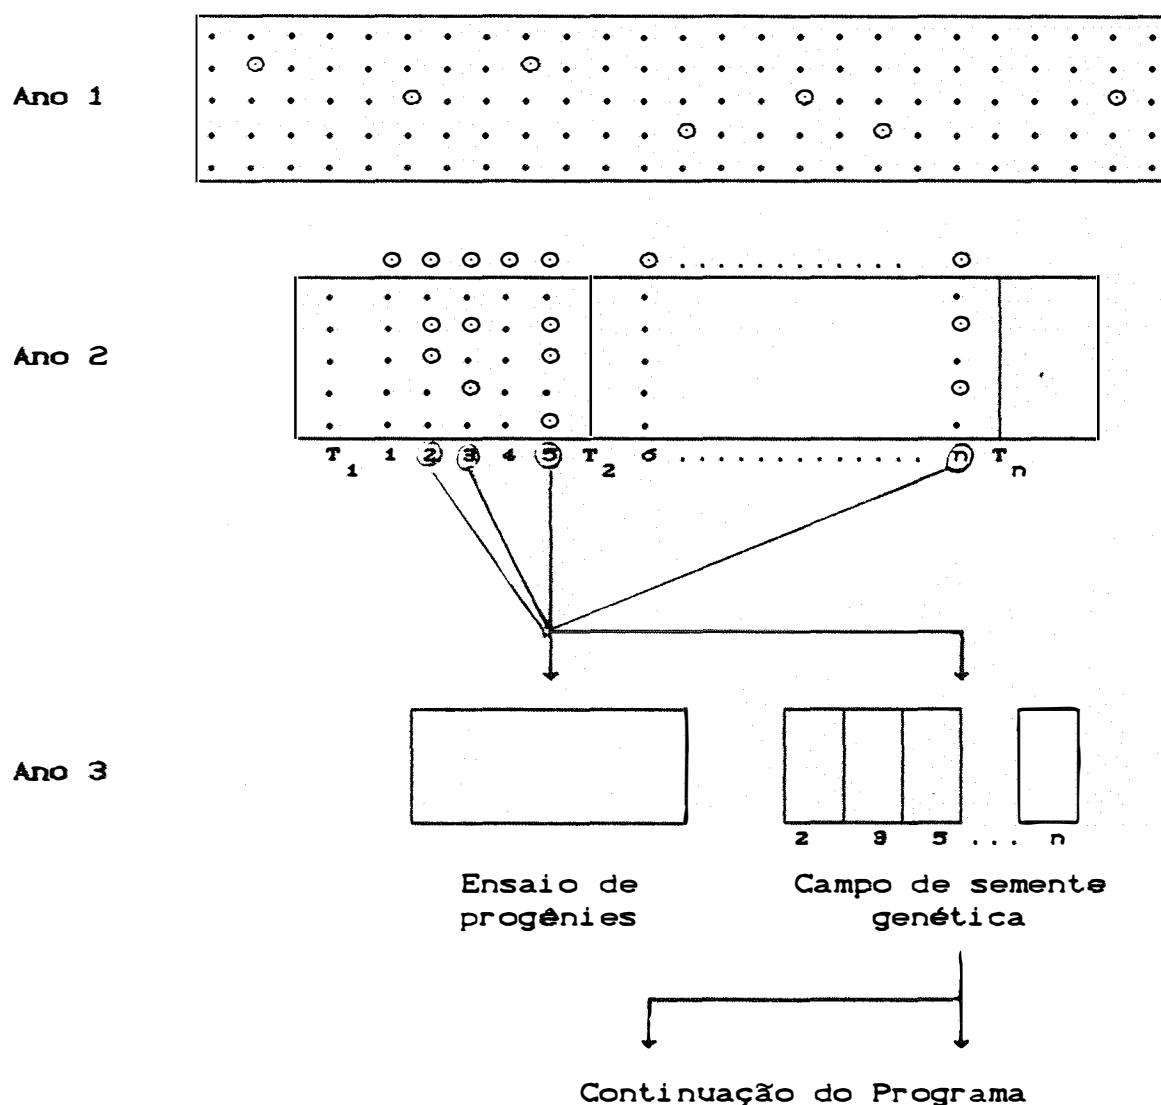 Ano 1
Ano 2
T1 1 2 3 4 5 T2 6 ..................... n Tn
Ano 3
2 3 5 ... n
Ensaio de
progênies
Campo de semente
genética
Continuação do Programa